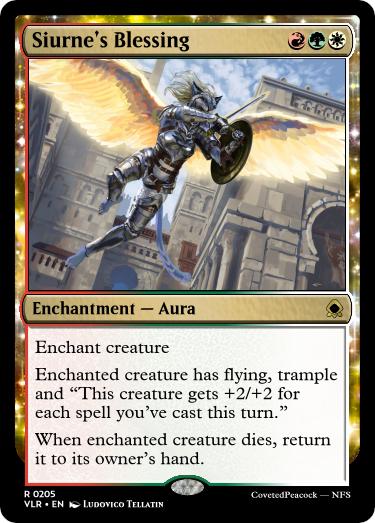 Siurne's Blessing
Enchantment — Aura
Enchant creature
Enchanted creature has flying, trample
and “This creature gets +2/+2 for
each spell you've cast this turn.”
When enchanted creature dies, return
it to its owner's hand.
R 0205
VLR • EN Ludovico Tellatin
CovetedPeacock — NFS